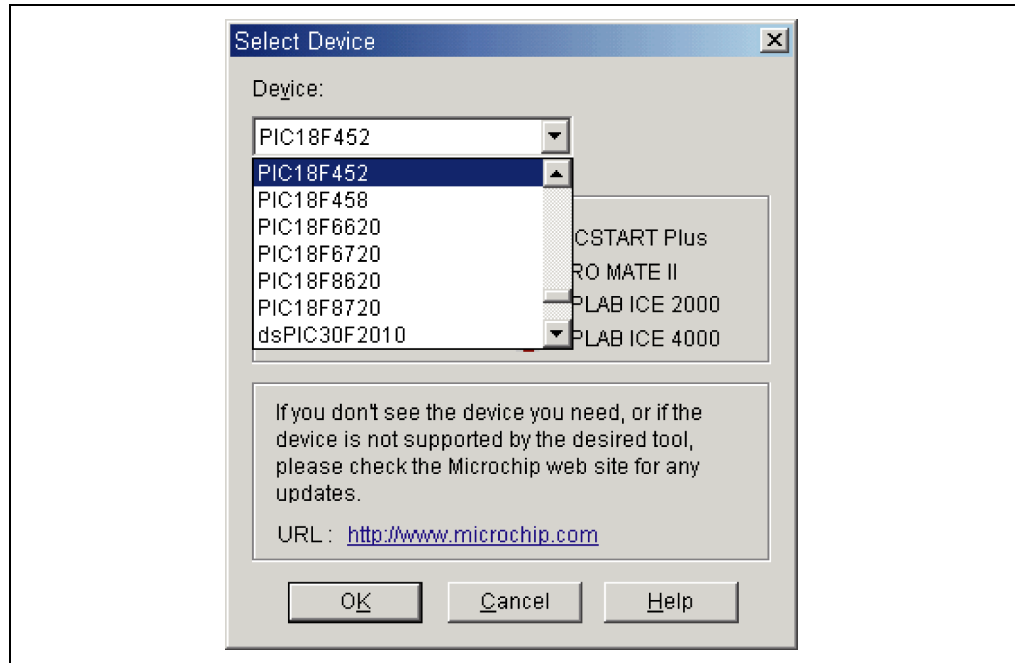 Select Device
Device:
PIC18F452
PIC18F452
PIC18F458
PIC18F6620
PIC18F6720
PIC18F8620
PIC18F8720
dsPIC30F2010
CSTART Plus
RO MATE II
PLAB ICE 2000
PLAB ICE 4000
If you don't see the device you need, or if the
device is not supported by the desired tool,
please check the Microchip web site for any
updates.
URL : http://www.microchip.com
OK
Cancel
Help